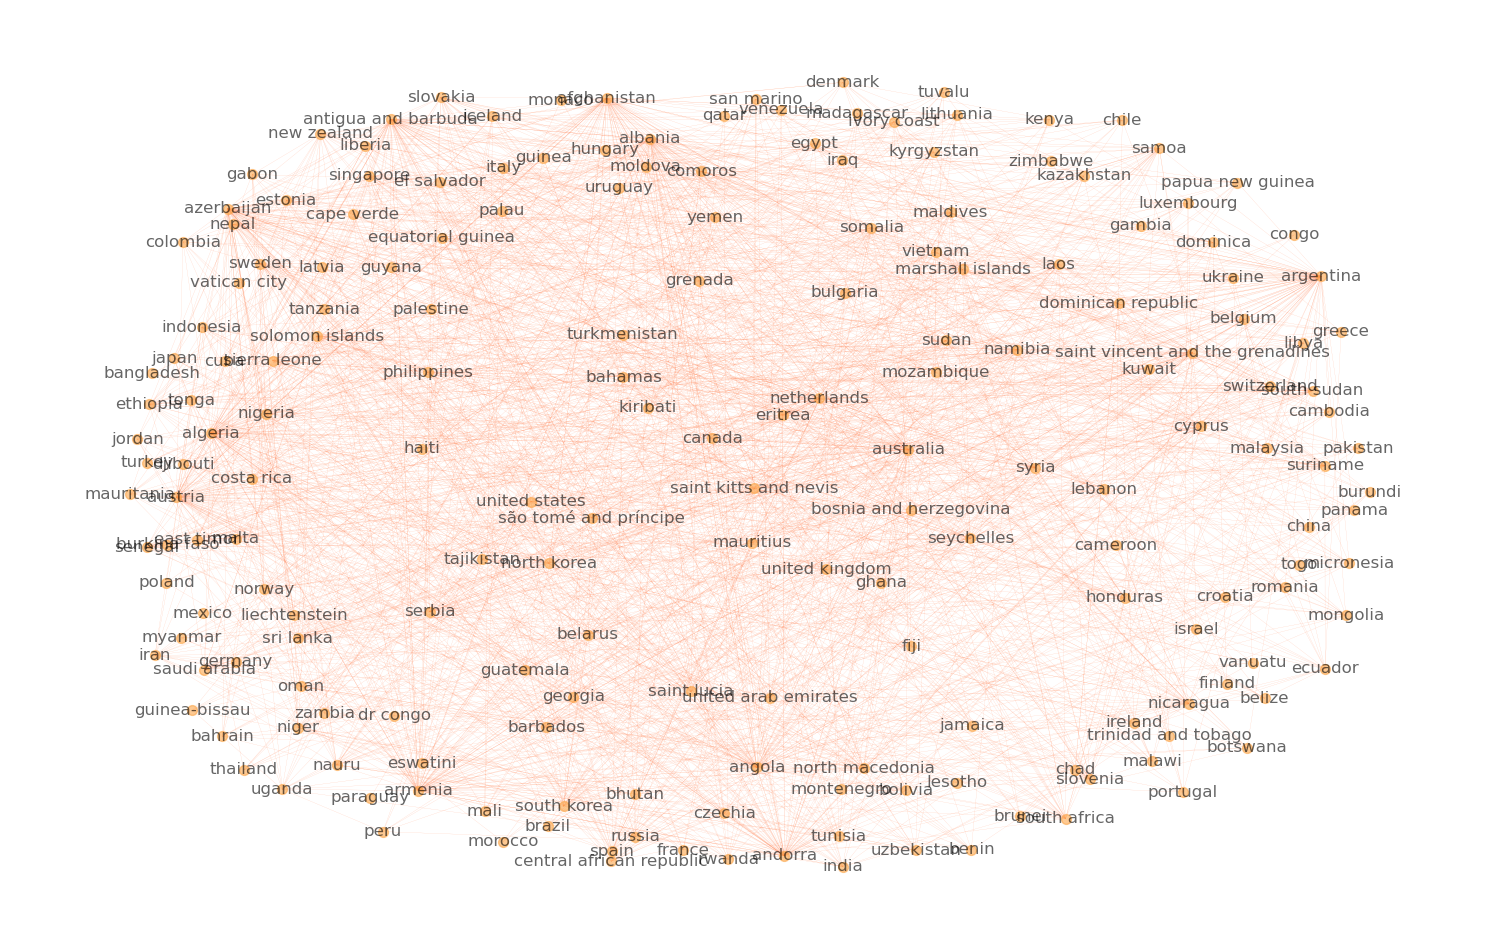 denmark
tuvalu
slovakia
monaco
afghanistan
san marino
venezuela
qatar
madagascar
lithuania
iceland
ivory coast
kenya
chile
antigua and barbuda
new zealand
liberia
albania
egypt
hungary
guinea
iraq
kyrgyzstan
samoa
zimbabwe
italy
moldova
comoros
kazakhstan
gabon
singapore
el salvador
uruguay
papua new guinea
estonia
luxembourg
azerbaijan
cape verde
palau
maldives
nepal
yemen
somalia
gambia
congo
colombia
equatorial guinea
dominica
vietnam
sweden
latvia
guyana
marshall islands
laos
ukraine
argentina
vatican city
grenada
bulgaria
dominican republic
tanzania
palestine
belgium
indonesia
greece
solomon islands
turkmenistan
sudan
libya
namibia
saint vincent and the grenadines
japan
cuba
sierra leone
kuwait
bangladesh
philippines
bahamas
mozambique
switzerland
south sudan
ethiopia
tonga
netherlands
kiribati
eritrea
nigeria
cambodia
cyprus
algeria
jordan
canada
haiti
australia
malaysia
pakistan
turkey
djibouti
syria
suriname
costa rica
saint kitts and nevis
lebanon
burundi
mauritania
austria
united states
bosnia and herzegovina
panama
são tomé and príncipe
china
east timor
malta
burkina faso
senegal
mauritius
seychelles
cameroon
tajikistan
north korea
togo
micronesia
united kingdom
poland
ghana
norway
romania
honduras
croatia
mexico
liechtenstein
serbia
mongolia
myanmar
sri lanka
belarus
israel
fiji
iran
germany
saudi arabia
guatemala
vanuatu
ecuador
oman
finland
georgia
saint lucia
united arab emirates
belize
nicaragua
guinea-bissau
zambia
dr congo
niger
barbados
jamaica
ireland
bahrain
trinidad and tobago
botswana
thailand
nauru
eswatini
angola
north macedonia
chad
malawi
slovenia
uganda
armenia
paraguay
bhutan
montenegro
bolivia
lesotho
portugal
mali
south korea
czechia
brunei
south africa
peru
brazil
morocco
russia
tunisia
spain
france
central african republic
rwanda
andorra
uzbekistan
benin
india